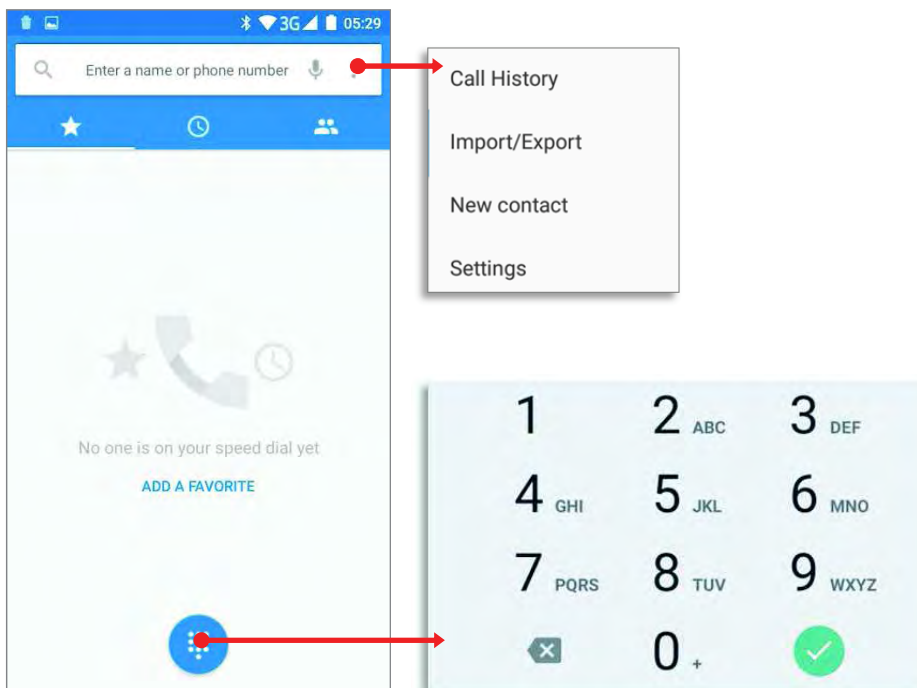 3G 05:29
Enter a name or phone number
No one is on your speed dial yet
ADD A FAVORITE
Call History
Import/Export
New contact
Settings
1 2 ABC 3 DEF
4 GHI 5 JKL 6 MNO
7 PQRS 8 TUV 9 WXYZ
0 +